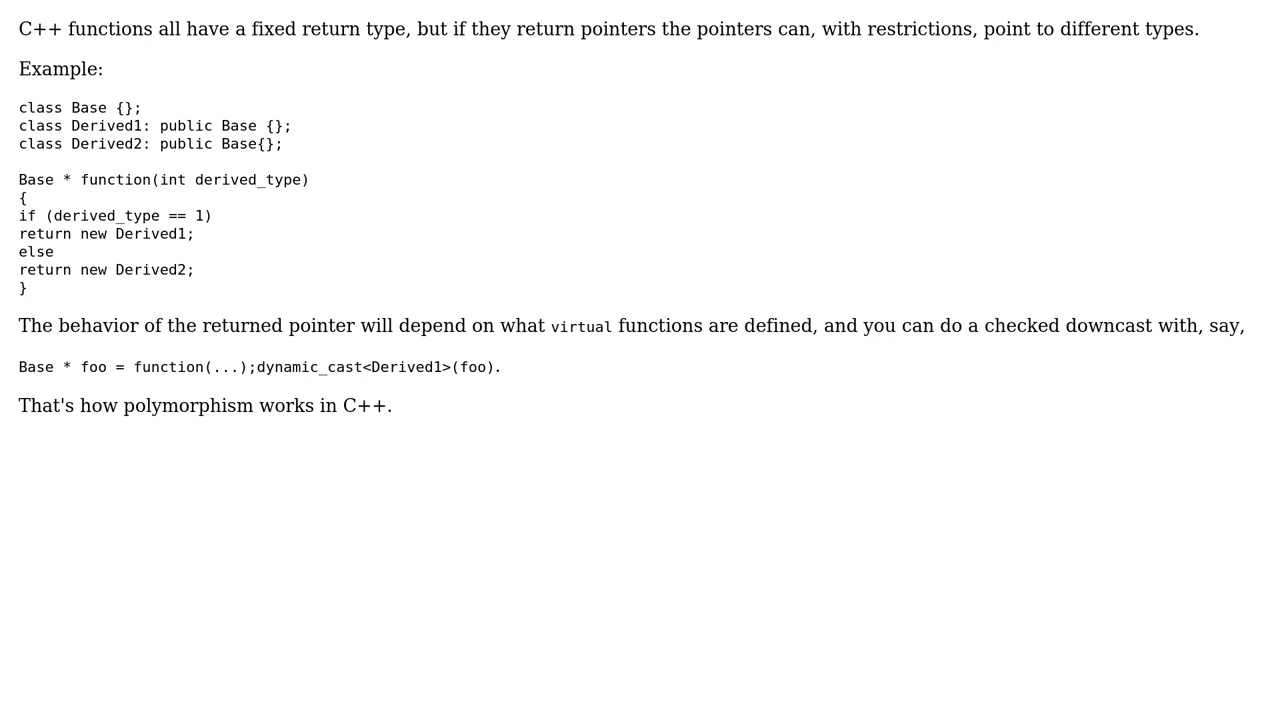 C++ functions all have a fixed return type, but if they return pointers the pointers can, with restrictions, point to different types.
Example:
class Base {};
class Derived1: public Base {};
class Derived2: public Base{};
Base * function(int derived_type)
{
if (derived_type == 1)
return new Derived1;
else
return new Derived2;
}
The behavior of the returned pointer will depend on what virtual functions are defined, and you can do a checked downcast with, say,
Base * foo = function(...);dynamic_cast<Derived1>(foo).
That's how polymorphism works in C++.